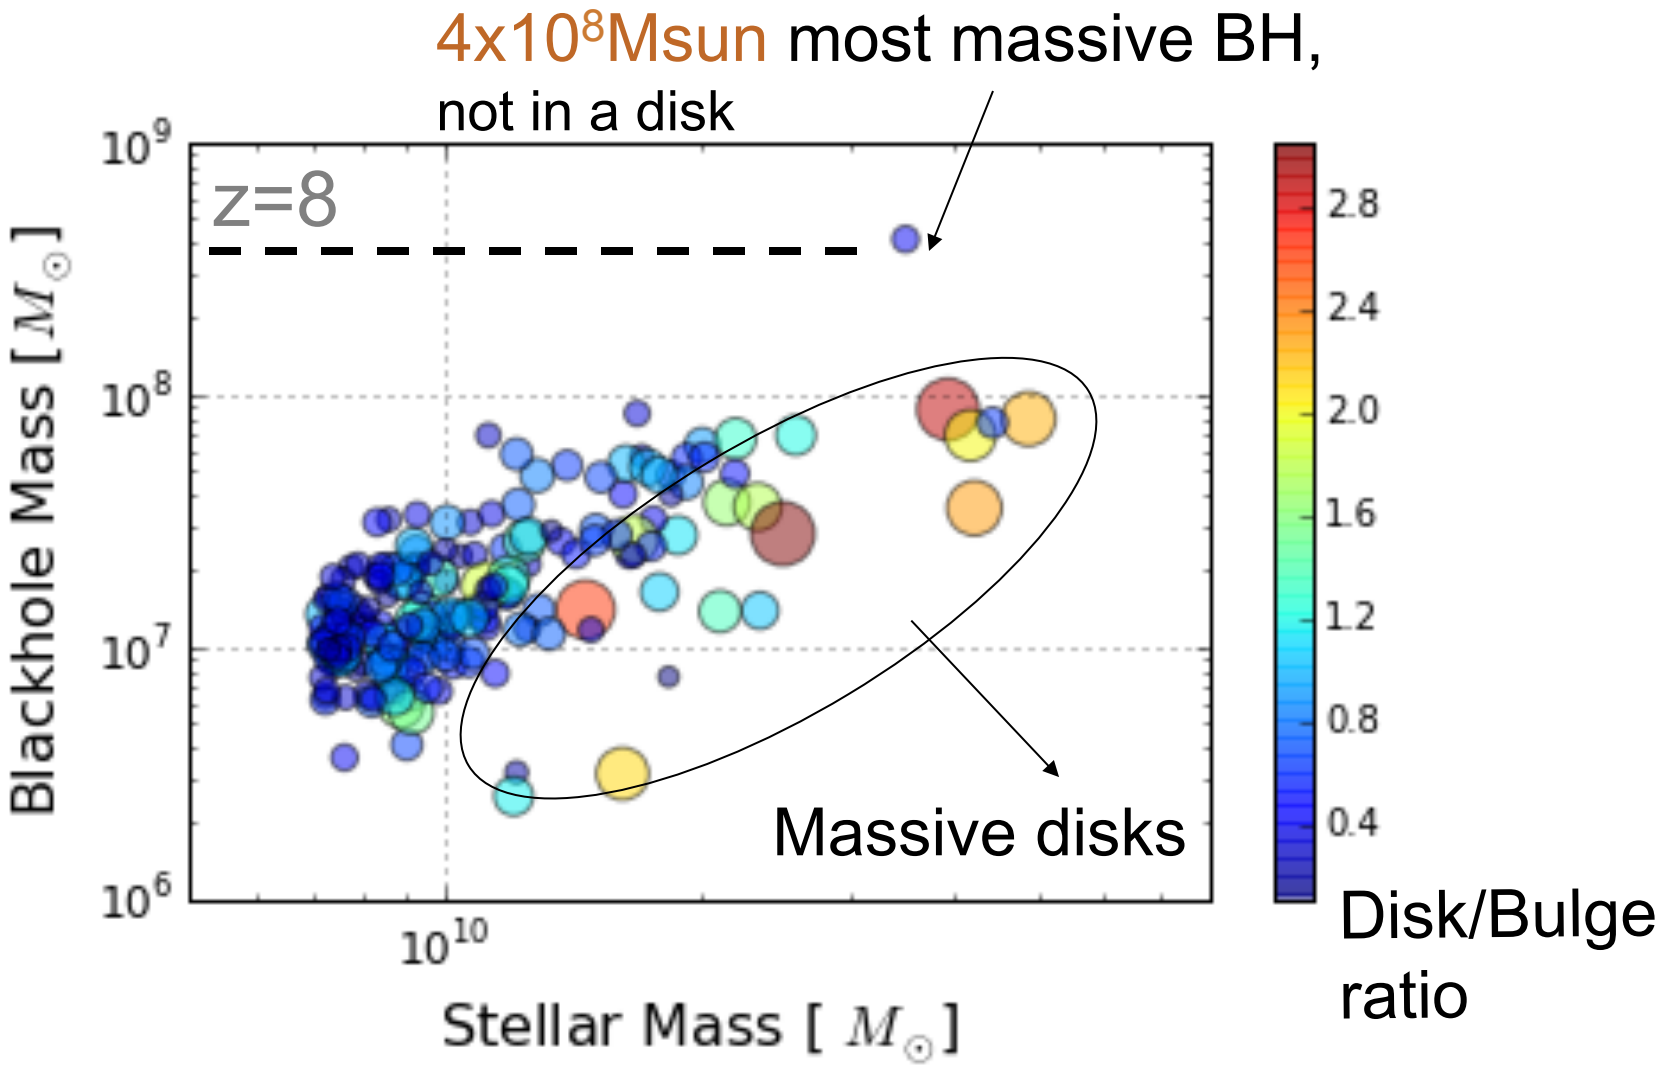 4x10⁸Msun most massive BH,
not in a disk
z=8
10⁹
10⁸
10⁷
10⁶
Blackhole Mass [M☉]
10¹⁰
Stellar Mass [ M☉]
Massive disks
2.8
2.4
2.0
1.6
1.2
0.8
0.4
Disk/Bulge
ratio